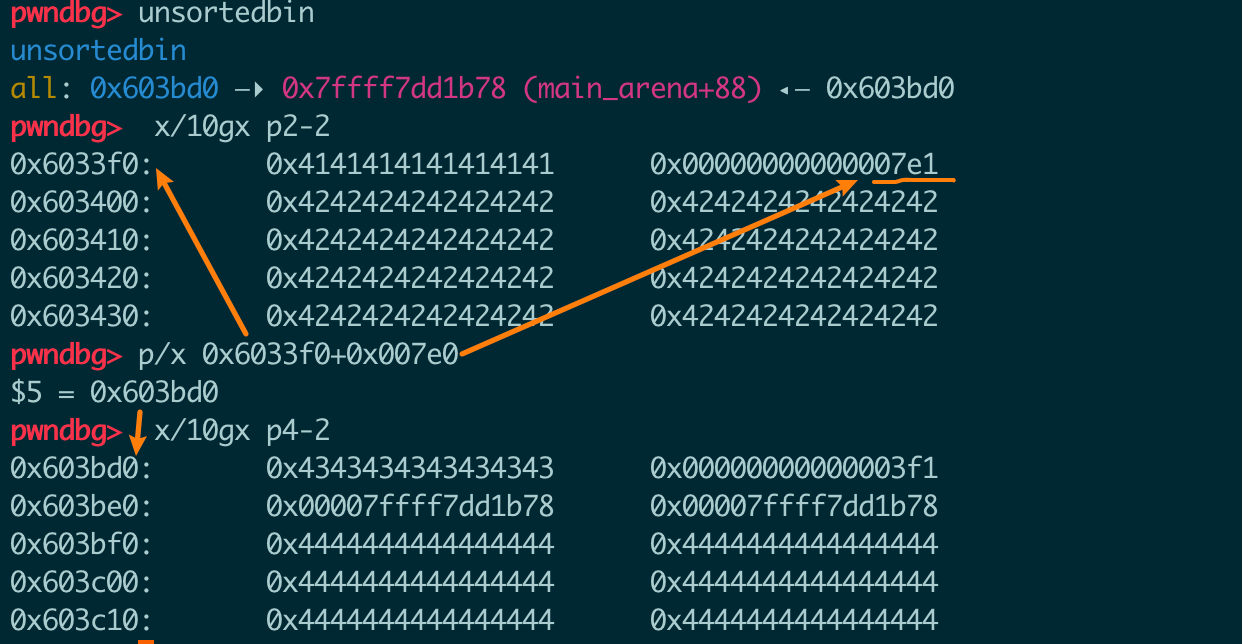 pwndbg> unsortedbin
unsortedbin
all: 0x603bd0 —▸ 0x7ffff7dd1b78 (main_arena+88) ◂— 0x603bd0
pwndbg>  x/10gx p2-2
0x6033f0: 0x4141414141414141 0x00000000000007e1
0x603400: 0x4242424242424242 0x4242424242424242
0x603410: 0x4242424242424242 0x4242424242424242
0x603420: 0x4242424242424242 0x4242424242424242
0x603430: 0x4242424242424242 0x4242424242424242
pwndbg> p/x 0x6033f0+0x007e0
$5 = 0x603bd0
pwndbg>  x/10gx p4-2
0x603bd0: 0x4343434343434343 0x00000000000003f1
0x603be0: 0x00007ffff7dd1b78 0x00007ffff7dd1b78
0x603bf0: 0x4444444444444444 0x4444444444444444
0x603c00: 0x4444444444444444 0x4444444444444444
0x603c10: 0x4444444444444444 0x4444444444444444